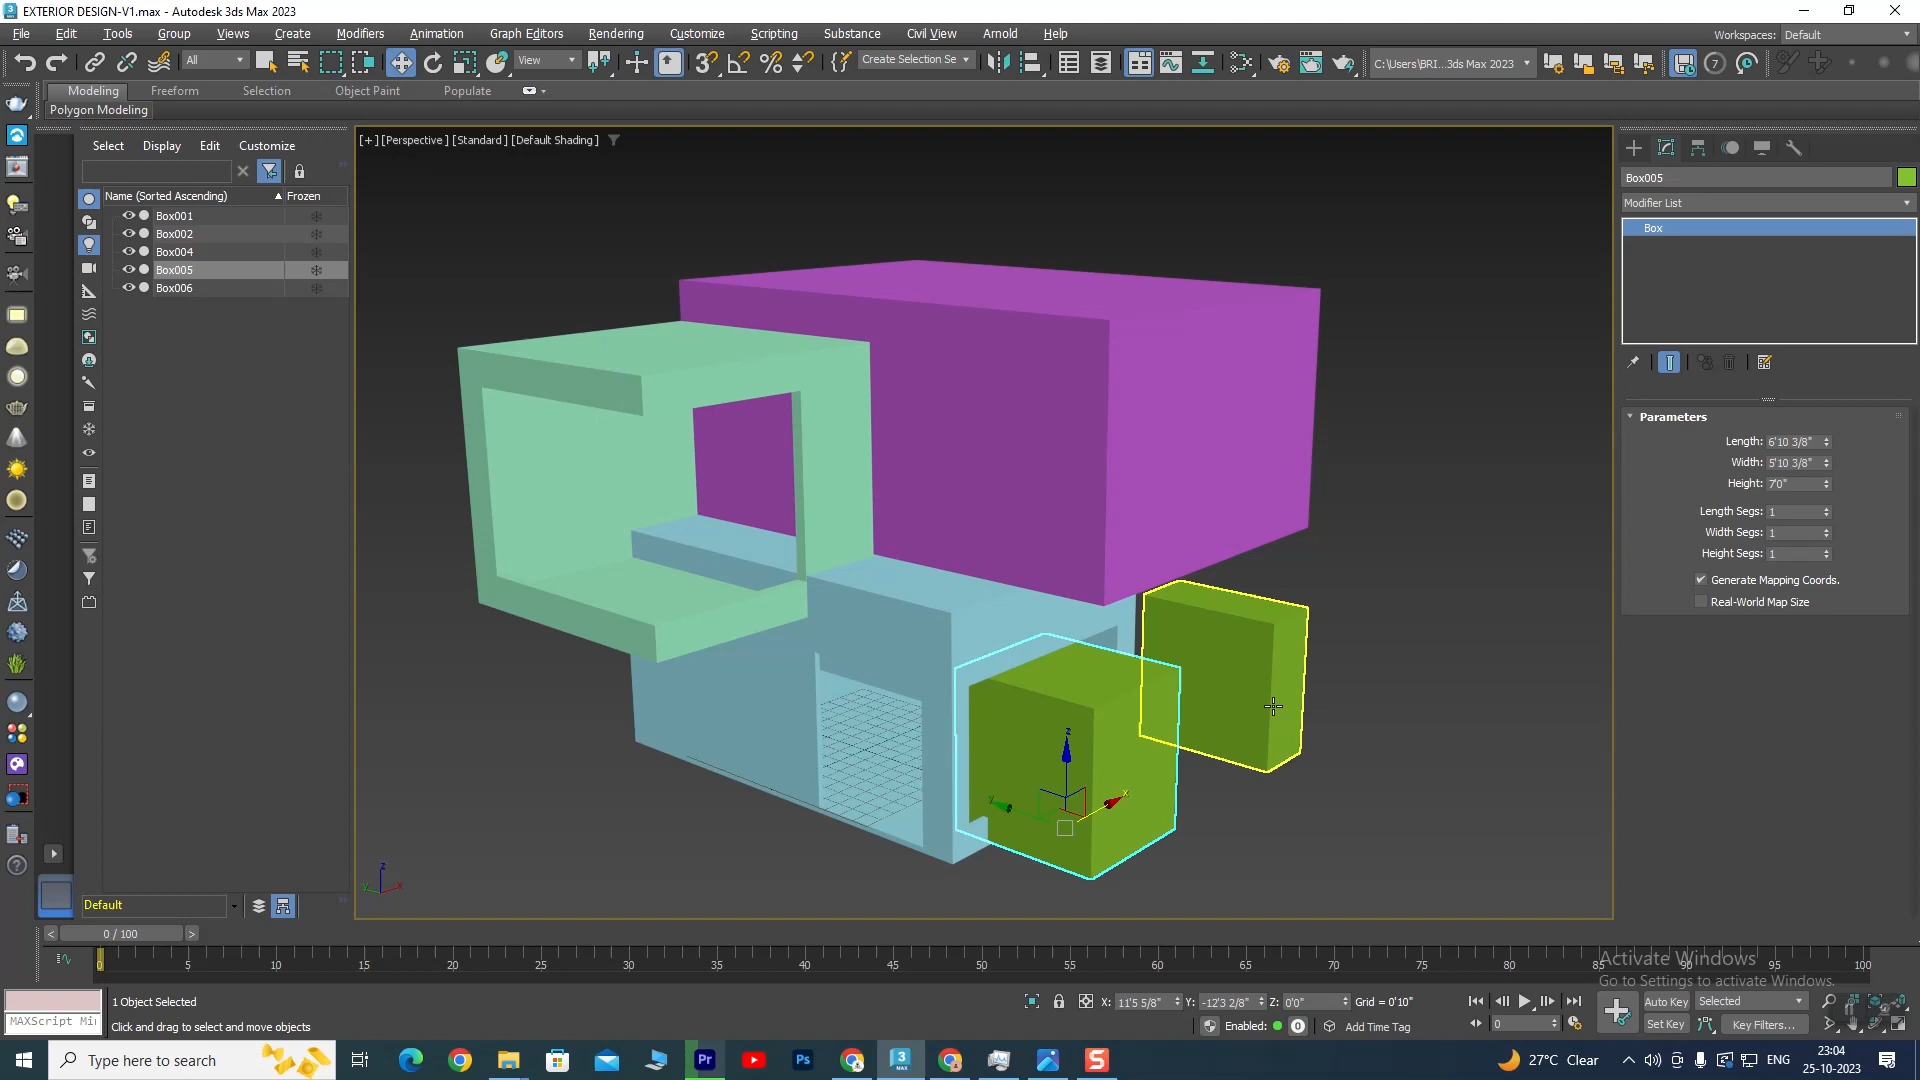 EXTERIOR DESIGN-V1.max - Autodesk 3ds Max 2023
File Edit Tools Group Views Create Modifiers Animation Graph Editors Rendering Customize Scripting Substance Civil View Arnold Help
Workspaces: Default
All View Create Selection Se C:\Users\BRI...3ds Max 2023
Modeling Freeform Selection Object Paint Populate
Polygon Modeling
Select Display Edit Customize
Name (Sorted Ascending) Frozen
Box001
Box002
Box004
Box005
Box006
[+] [Perspective] [Standard] [Default Shading]
Box005
Modifier List
Box
Parameters
Length: 6'10 3/8"
Width: 5'10 3/8"
Height: 7'0"
Length Segs: 1
Width Segs: 1
Height Segs: 1
Generate Mapping Coords.
Real-World Map Size
z
y
x
z
y
x
Default
0 / 100
0 5 10 15 20 25 30 35 40 45 50 55 60 65 70 75 80 85 90 95 100
Activate Windows
Go to Settings to activate Windows.
1 Object Selected
X: 11'5 5/8" Y: -12'3 2/8" Z: 0'0" Grid = 0'10"
Auto Key Selected
MAXScript Mi
Click and drag to select and move objects
Enabled: 0 Add Time Tag
0
Set Key Key Filters...
Type here to search
27°C Clear
ENG
23:04
25-10-2023